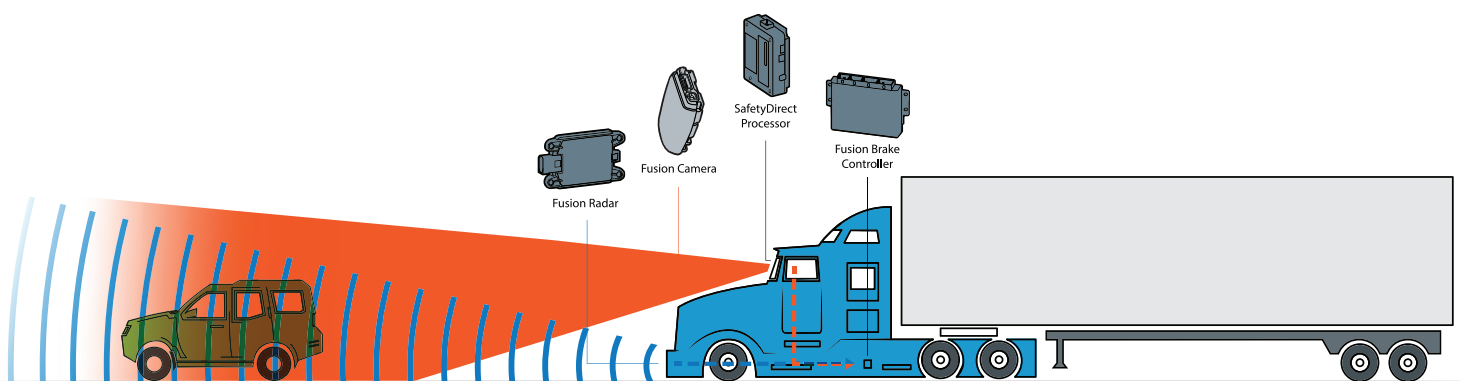 SafetyDirect
Processor
Fusion Brake
Controller
Fusion Camera
Fusion Radar